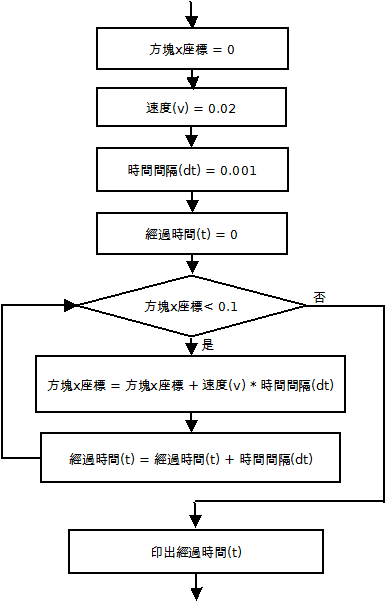 方塊x座標 = 0
速度(v) = 0.02
時間間隔(dt) = 0.001
經過時間(t) = 0
方塊x座標< 0.1
否
是
方塊x座標 = 方塊x座標 + 速度(v) * 時間間隔(dt)
經過時間(t) = 經過時間(t) + 時間間隔(dt)
印出經過時間(t)